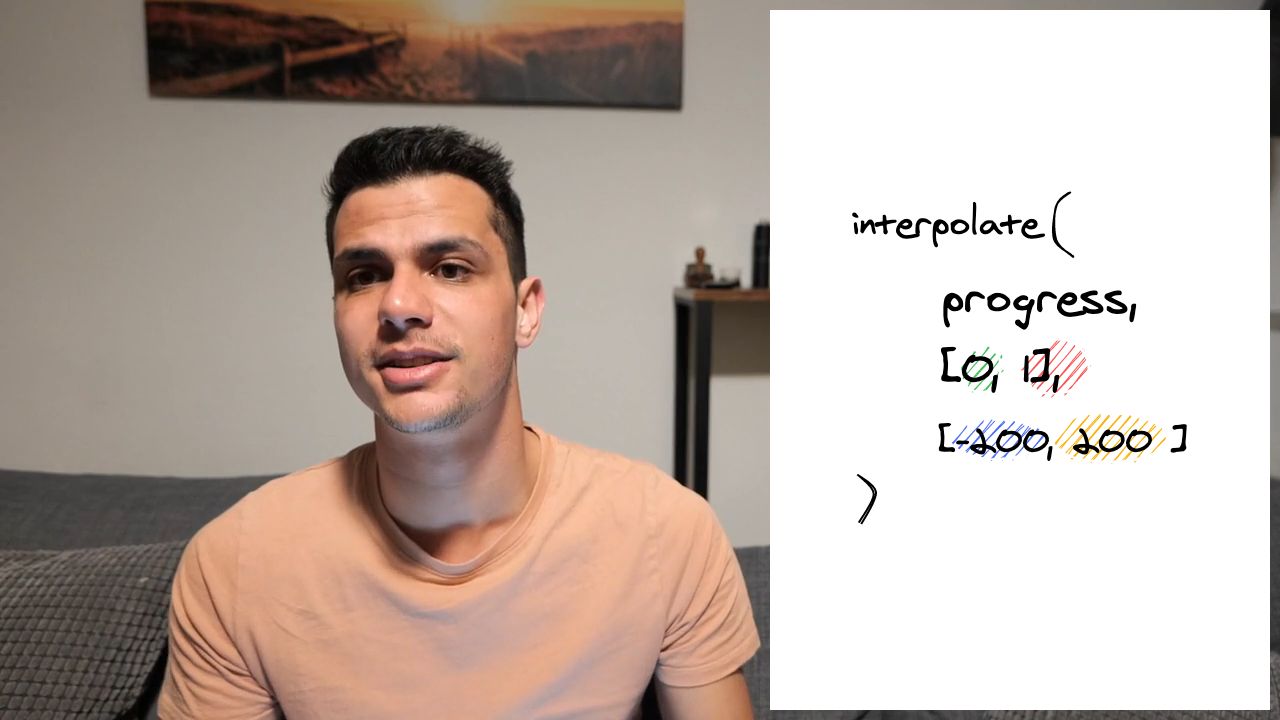 interpolate(
progress,
[0, 1],
[-200, 200 ]
)